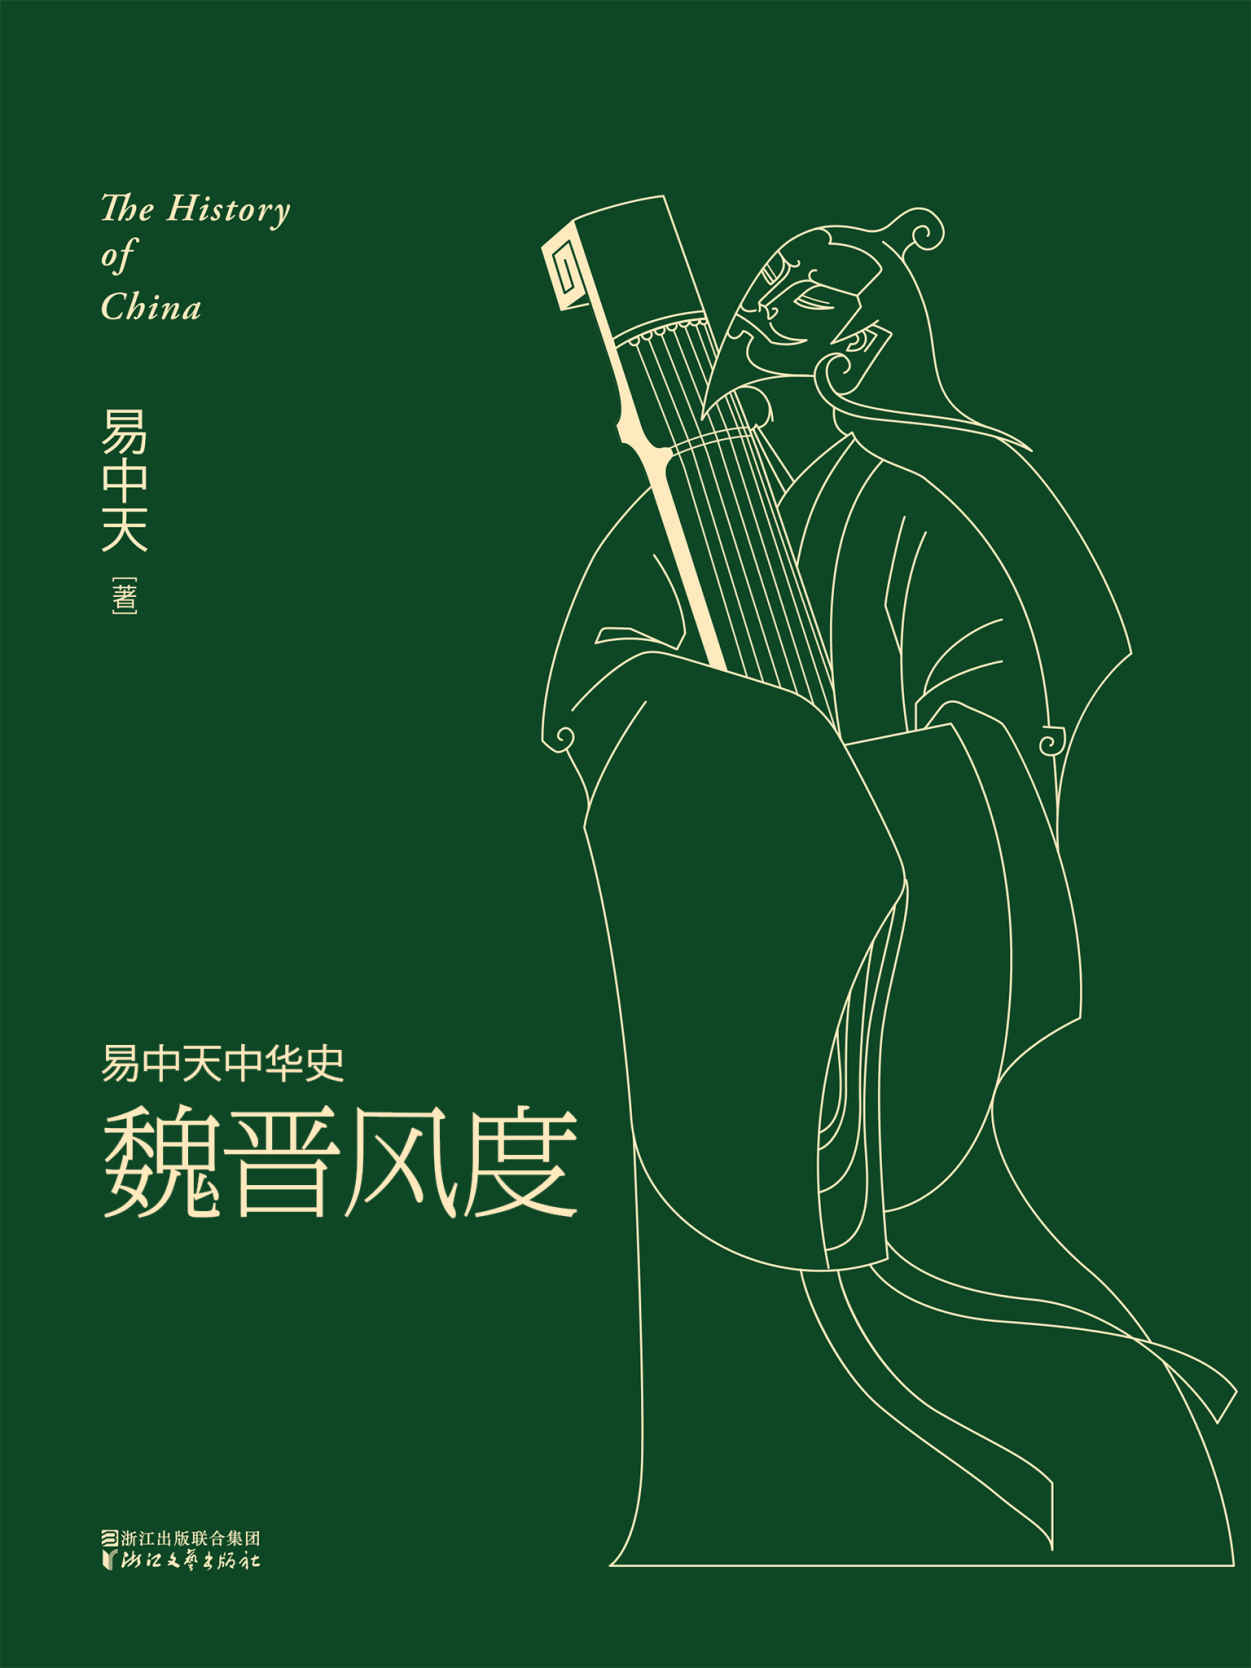 The History
of
China
易中天
[著]
易中天中华史
魏晋风度
浙江出版联合集团
浙江文艺出版社